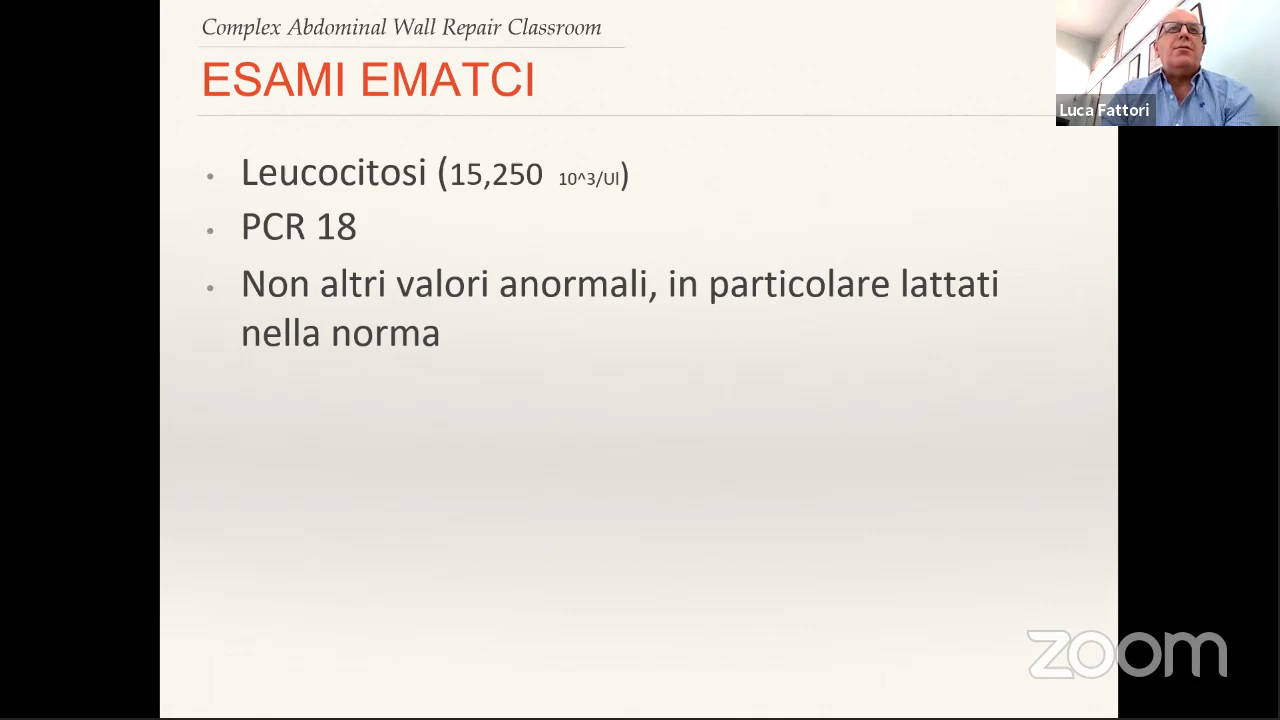 Complex Abdominal Wall Repair Classroom
ESAMI EMATCI
Luca Fattori
• Leucocitosi (15,250 10^3/Ul)
• PCR 18
• Non altri valori anormali, in particolare lattati
nella norma
zoom